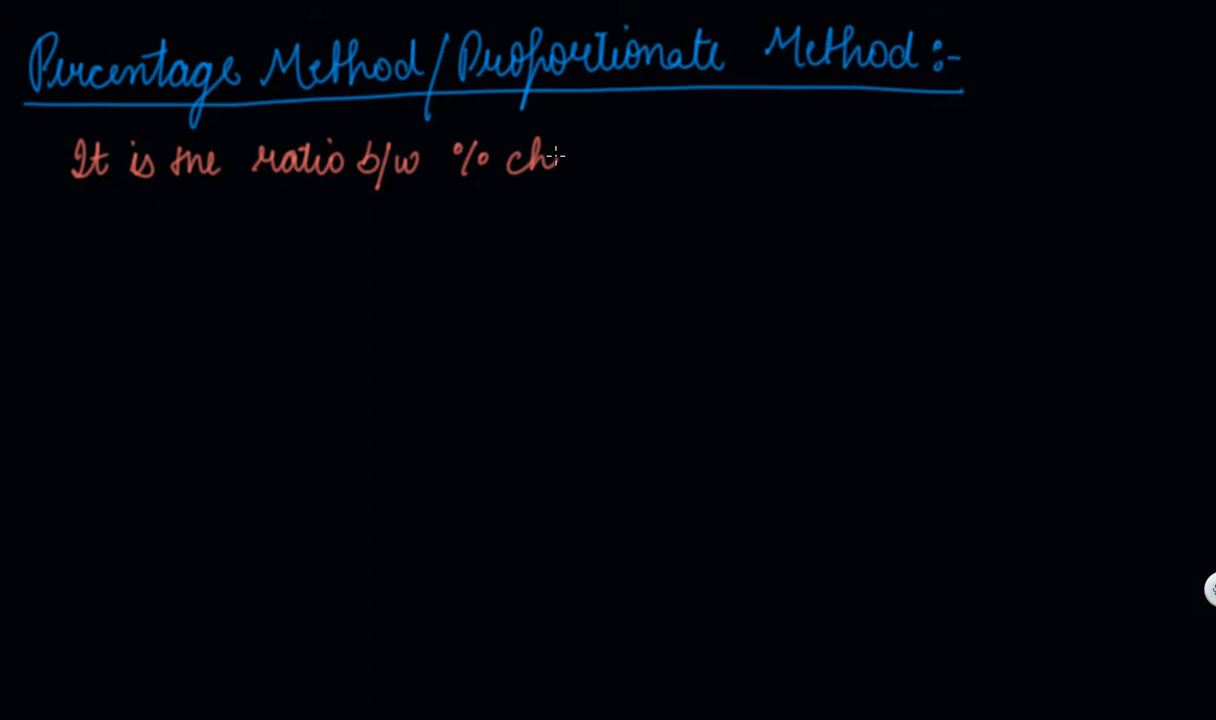 Percentage Method/Proportionate Method :-
It is the ratio b/w % ch